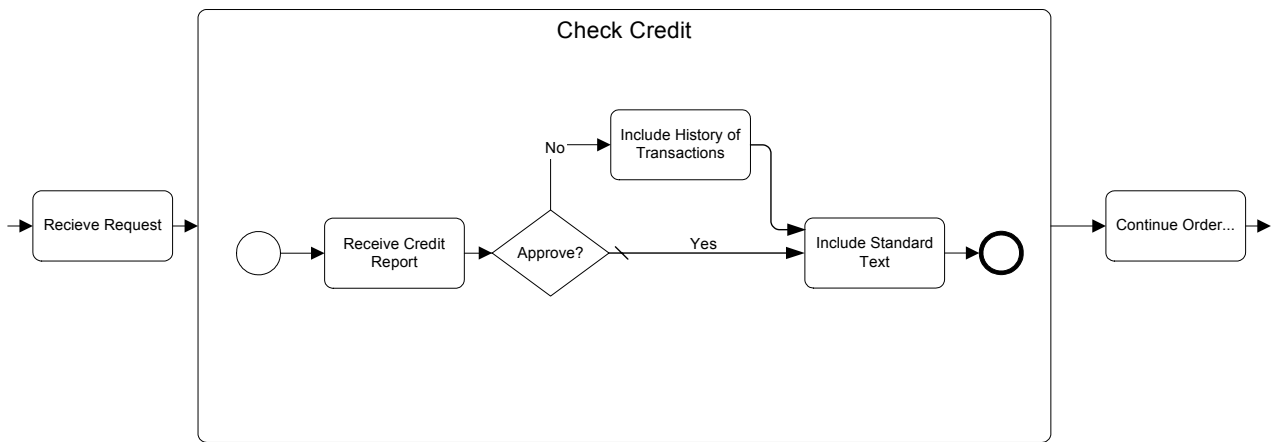 Check Credit
Include History of
Transactions
No
Recieve Request
Receive Credit
Report
Approve?
Yes
Include Standard
Text
Continue Order...